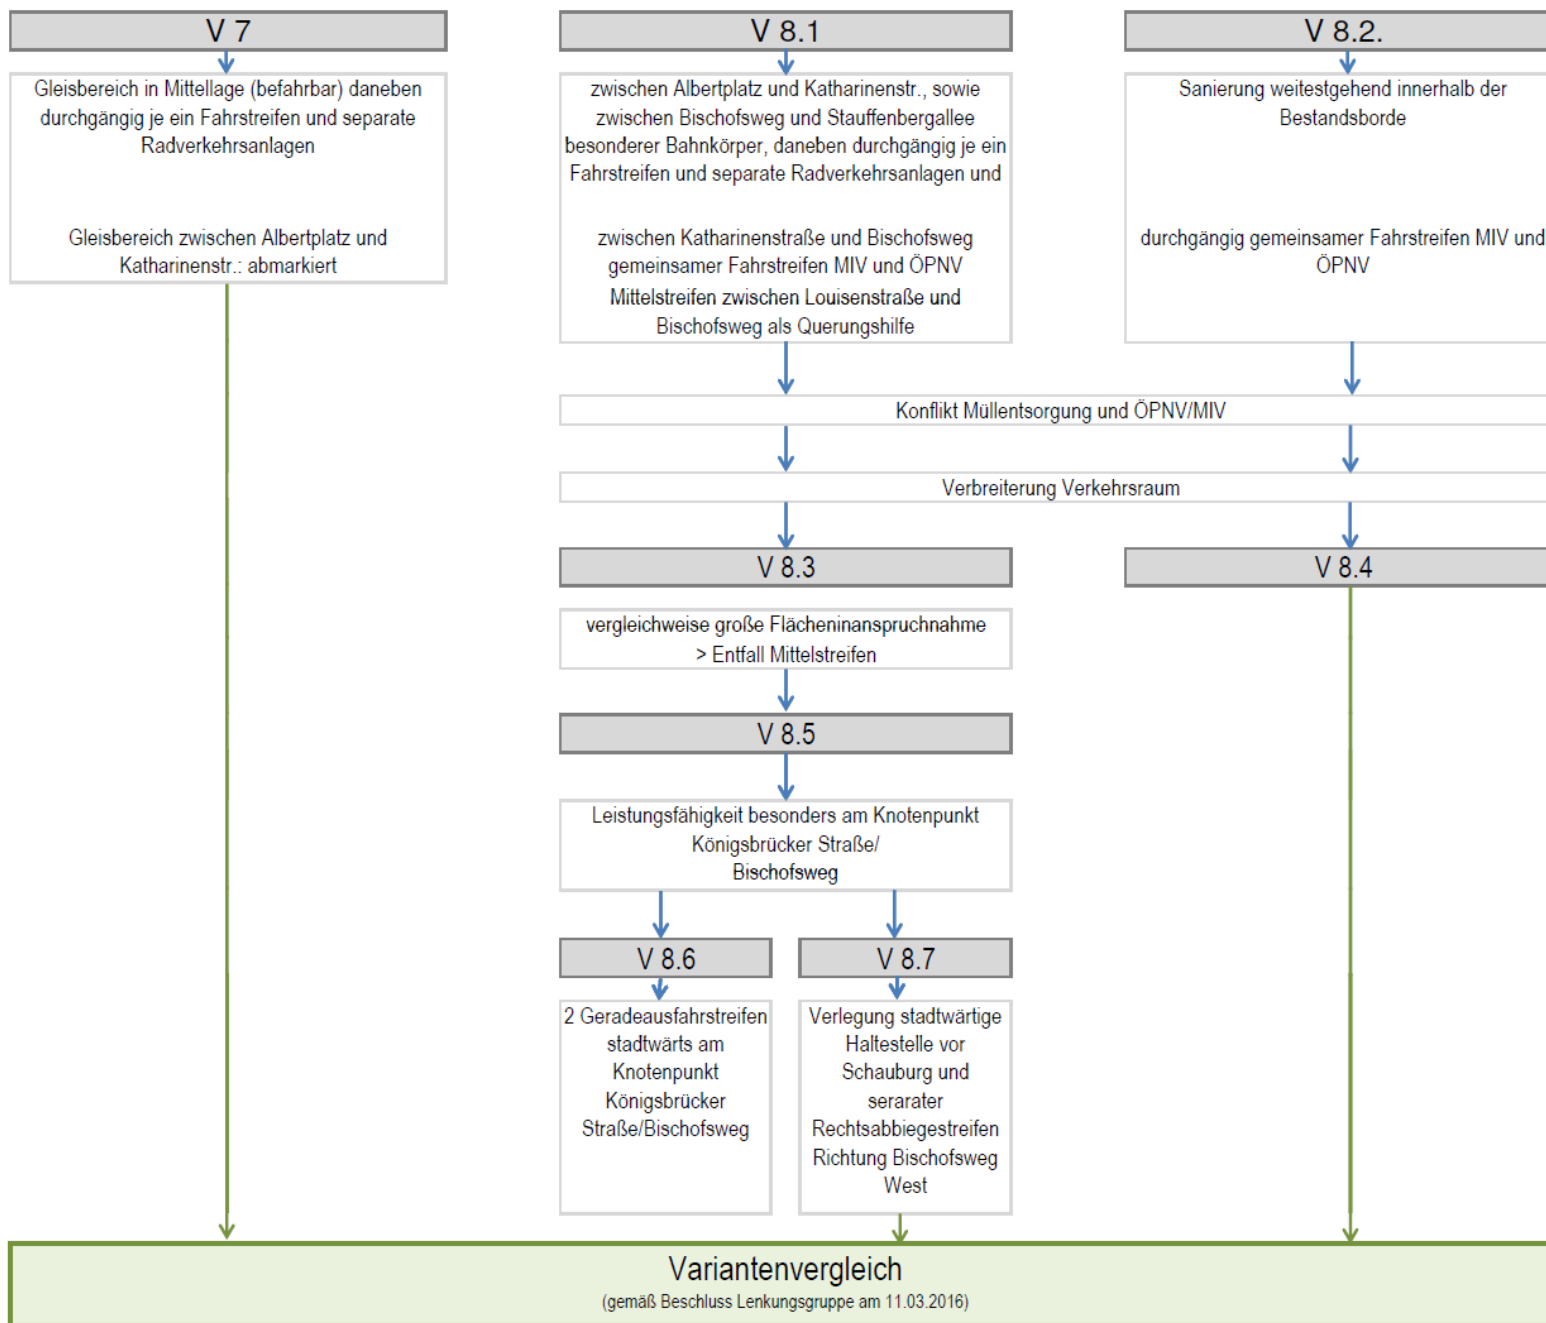 V 7
Gleisbereich in Mittellage (befahrbar) daneben
durchgängig je ein Fahrstreifen und separate
Radverkehrsanlagen
Gleisbereich zwischen Albertplatz und
Katharinenstr.: abmarkiert
V 8.1
zwischen Albertplatz und Katharinenstr., sowie
zwischen Bischofsweg und Stauffenbergallee
besonderer Bahnkörper, daneben durchgängig je ein
Fahrstreifen und separate Radverkehrsanlagen und
zwischen Katharinenstraße und Bischofsweg
gemeinsamer Fahrstreifen MIV und ÖPNV
Mittelstreifen zwischen Louisenstraße und
Bischofsweg als Querungshilfe
V 8.2.
Sanierung weitestgehend innerhalb der
Bestandsborde
durchgängig gemeinsamer Fahrstreifen MIV und
ÖPNV
Konflikt Müllentsorgung und ÖPNV/MIV
Verbreiterung Verkehrsraum
V 8.3
V 8.4
vergleichweise große Flächeninanspruchnahme
> Entfall Mittelstreifen
V 8.5
Leistungsfähigkeit besonders am Knotenpunkt
Königsbrücker Straße/
Bischofsweg
V 8.6
2 Geradeausfahrstreifen
stadtwärts am
Knotenpunkt
Königsbrücker
Straße/Bischofsweg
V 8.7
Verlegung stadtwärtige
Haltestelle vor
Schauburg und
serarater
Rechtsabbiegestreifen
Richtung Bischofsweg
West
Variantenvergleich
(gemäß Beschluss Lenkungsgruppe am 11.03.2016)